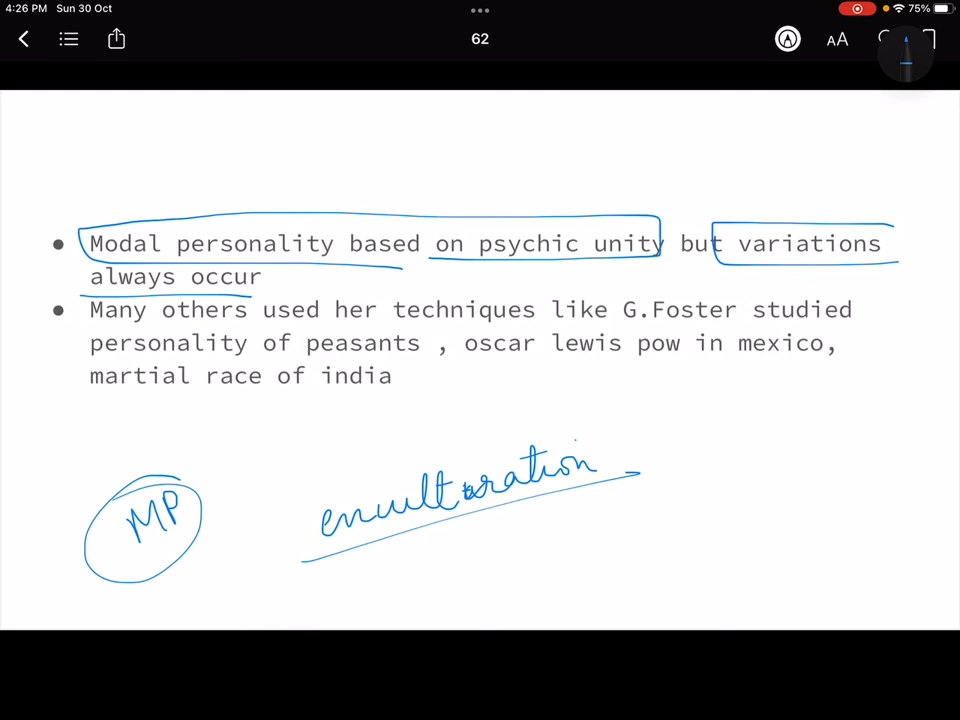 4:26 PM Sun 30 Oct
75%
62
AA
● Modal personality based on psychic unity but variations
always occur
● Many others used her techniques like G.Foster studied
personality of peasants , oscar lewis pow in mexico,
martial race of india
MP
enculturation